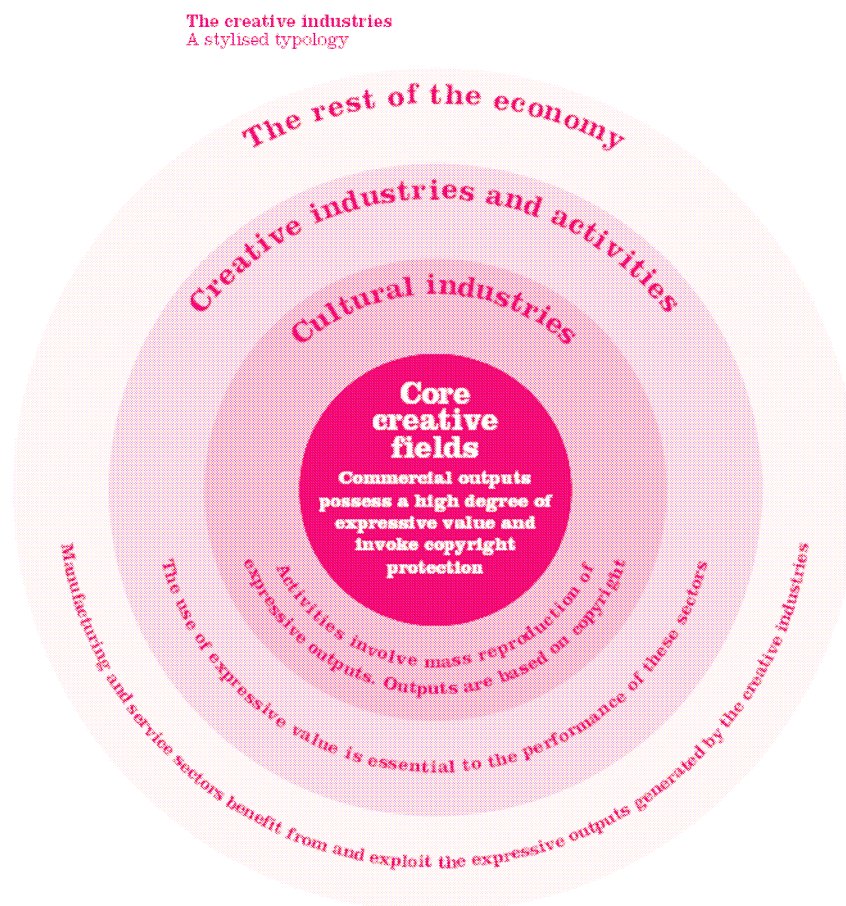 The creative industries
A stylised typology
The rest of the economy
Creative industries and activities
Cultural industries
Core
creative
fields
Commercial outputs
possess a high degree of
expressive value and
invoke copyright
protection
Activities involve mass reproduction of
expressive outputs. Outputs are based on copyright
The use of expressive value is essential to the performance of these sectors
Manufacturing and service sectors benefit from and exploit the expressive outputs generated by the creative industries